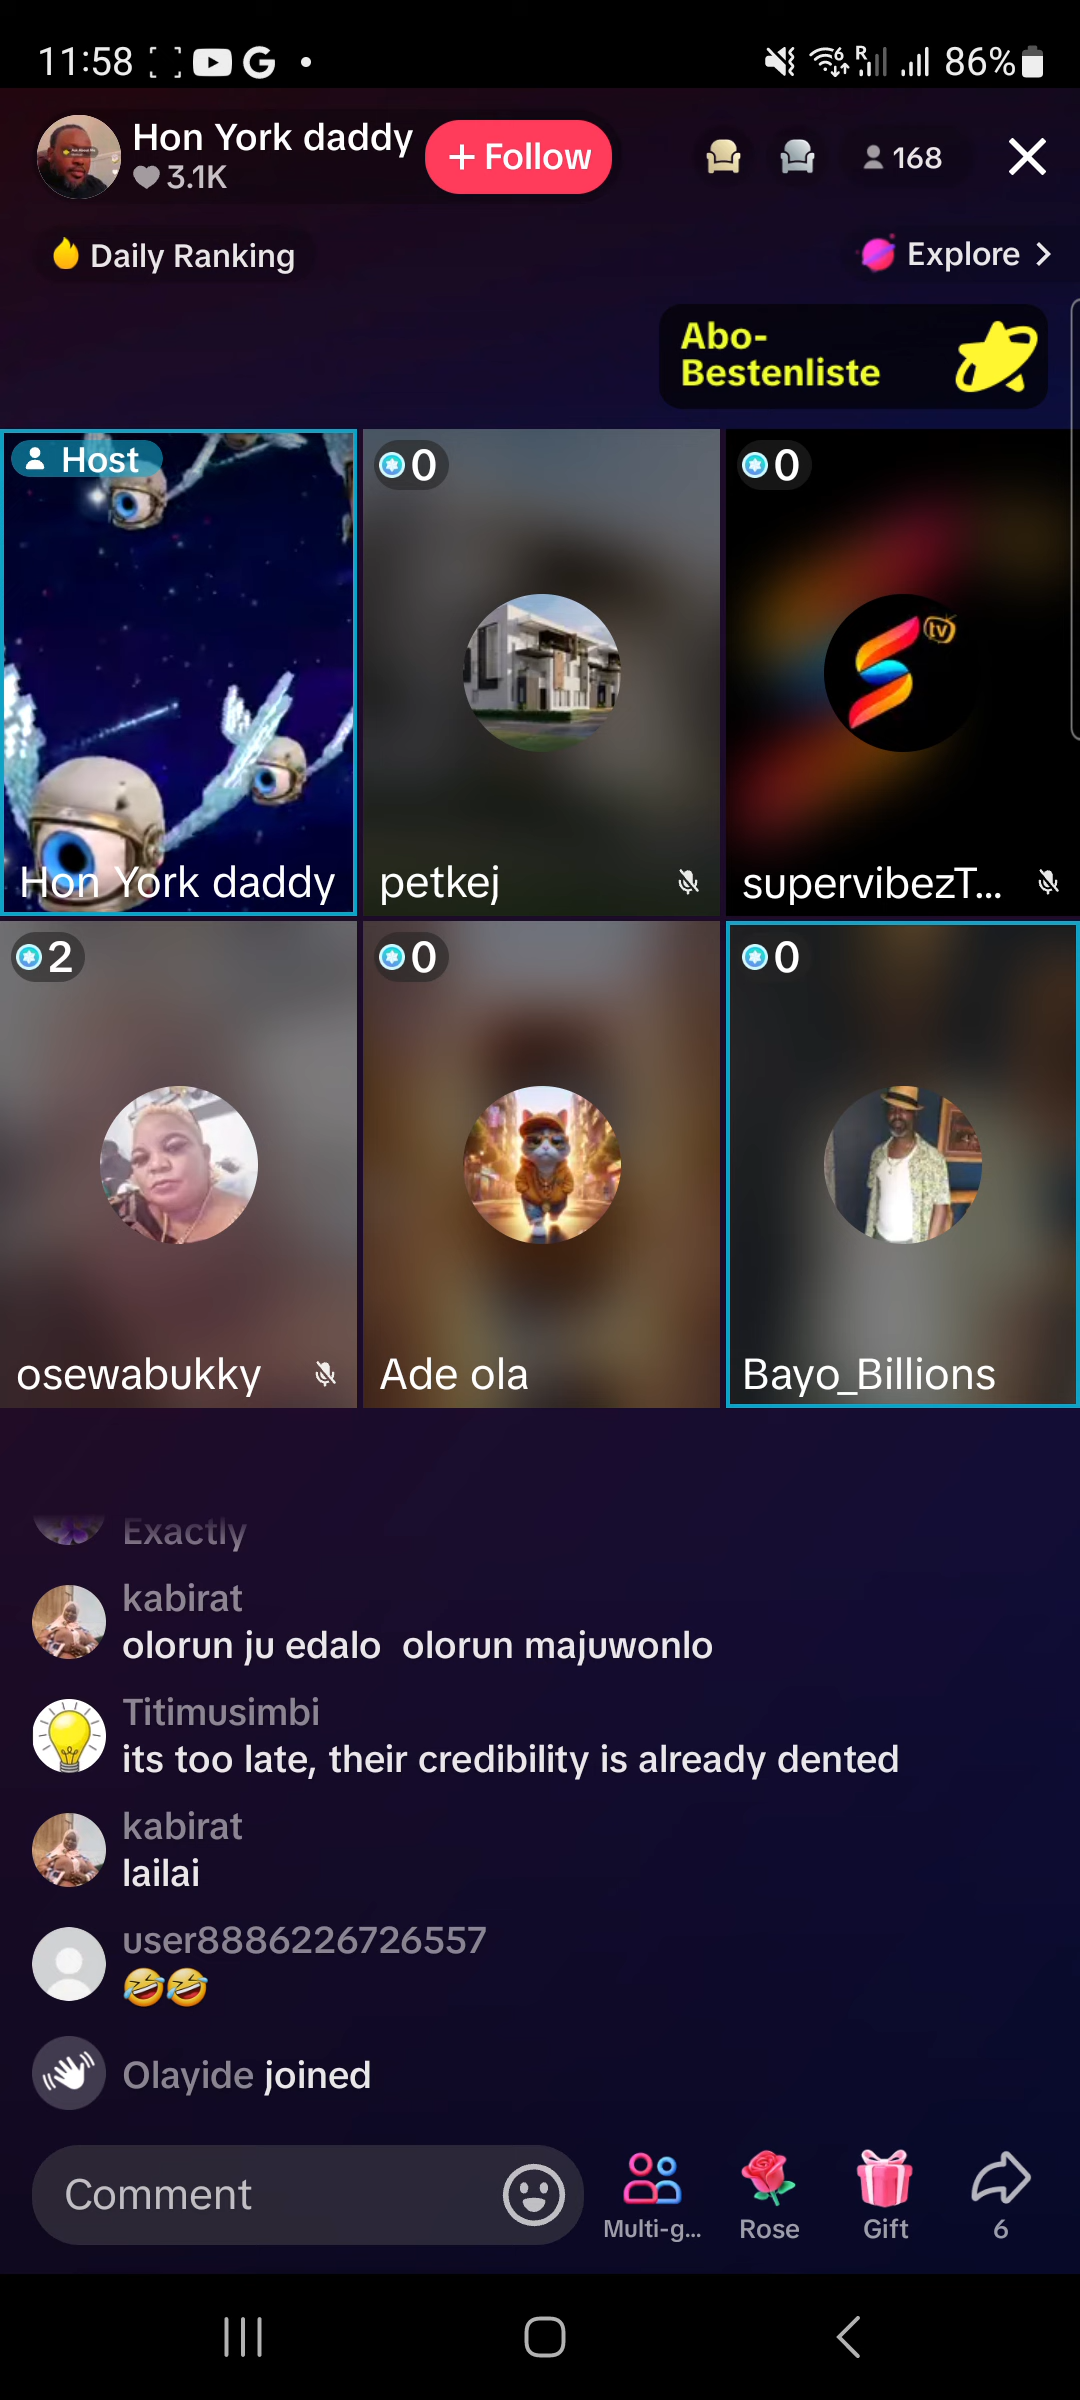 11:58
86%
Hon York daddy
3.1K
+ Follow
168
Daily Ranking
Explore
Abo-
Bestenliste
Host
0
0
tv
Hon York daddy
petkej
supervibezT...
2
0
0
osewabukky
Ade ola
Bayo_Billions
Exactly
kabirat
olorun ju edalo  olorun majuwonlo
Titimusimbi
its too late, their credibility is already dented
kabirat
lailai
user8886226726557
🤣🤣
Olayide joined
Comment
Multi-g...
Rose
Gift
6